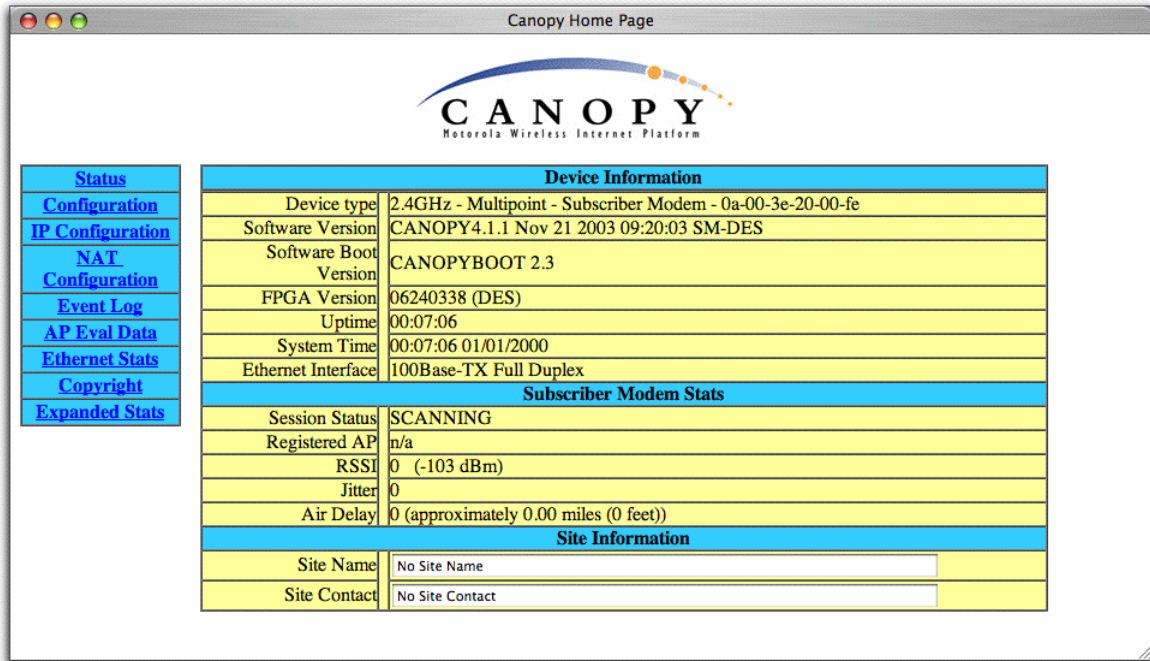 Canopy Home Page
CANOPY
Motorola Wireless Internet Platform
Status
Configuration
IP Configuration
NAT
Configuration
Event Log
AP Eval Data
Ethernet Stats
Copyright
Expanded Stats
Device Information
Device type 2.4GHz - Multipoint - Subscriber Modem - 0a-00-3e-20-00-fe
Software Version CANOPY4.1.1 Nov 21 2003 09:20:03 SM-DES
Software Boot
Version CANOPYBOOT 2.3
FPGA Version 06240338 (DES)
Uptime 00:07:06
System Time 00:07:06 01/01/2000
Ethernet Interface 100Base-TX Full Duplex
Subscriber Modem Stats
Session Status SCANNING
Registered AP n/a
RSSI 0 (-103 dBm)
Jitter 0
Air Delay 0 (approximately 0.00 miles (0 feet))
Site Information
Site Name No Site Name
Site Contact No Site Contact